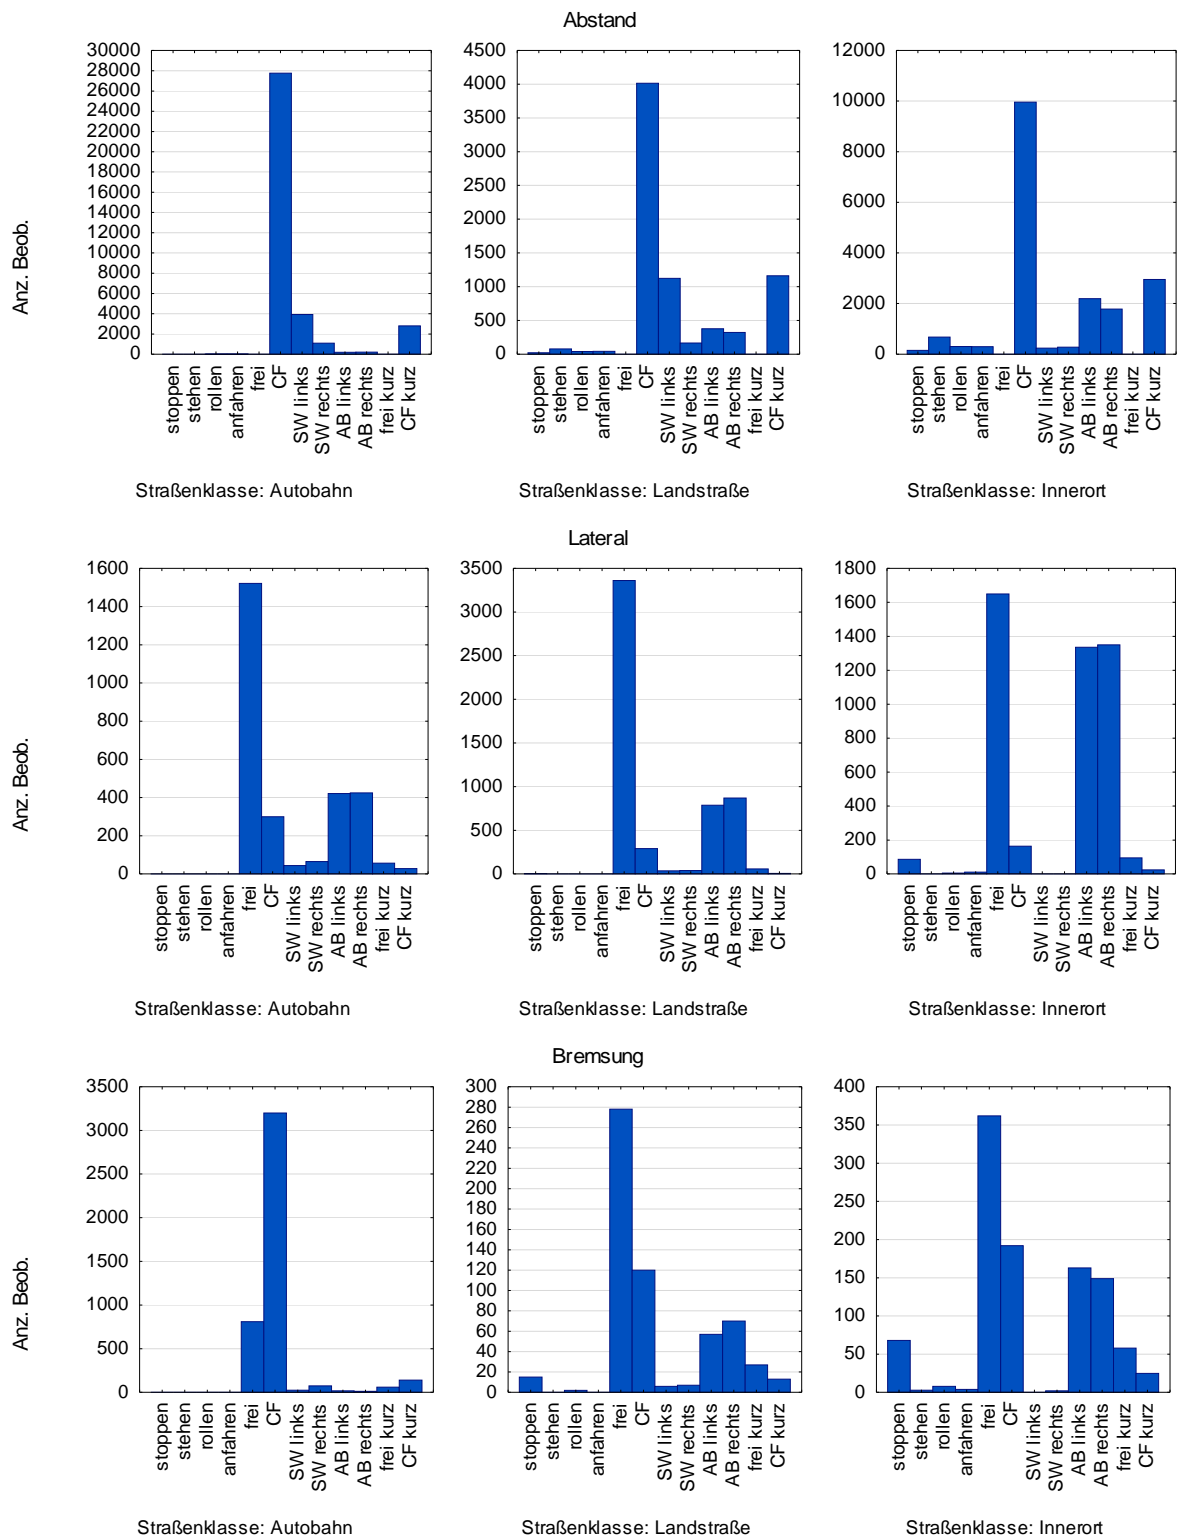 Abstand
Anz. Beob.
30000
28000
26000
24000
22000
20000
18000
16000
14000
12000
10000
8000
6000
4000
2000
0
stoppen
stehen
rollen
anfahren
frei
CF
SW links
SW rechts
AB links
AB rechts
frei kurz
CF kurz
Straßenklasse: Autobahn
4500
4000
3500
3000
2500
2000
1500
1000
500
0
stoppen
stehen
rollen
anfahren
frei
CF
SW links
SW rechts
AB links
AB rechts
frei kurz
CF kurz
Straßenklasse: Landstraße
12000
10000
8000
6000
4000
2000
0
stoppen
stehen
rollen
anfahren
frei
CF
SW links
SW rechts
AB links
AB rechts
frei kurz
CF kurz
Straßenklasse: Innerort
Lateral
Anz. Beob.
1600
1400
1200
1000
800
600
400
200
0
stoppen
stehen
rollen
anfahren
frei
CF
SW links
SW rechts
AB links
AB rechts
frei kurz
CF kurz
Straßenklasse: Autobahn
3500
3000
2500
2000
1500
1000
500
0
stoppen
stehen
rollen
anfahren
frei
CF
SW links
SW rechts
AB links
AB rechts
frei kurz
CF kurz
Straßenklasse: Landstraße
1800
1600
1400
1200
1000
800
600
400
200
0
stoppen
stehen
rollen
anfahren
frei
CF
SW links
SW rechts
AB links
AB rechts
frei kurz
CF kurz
Straßenklasse: Innerort
Bremsung
Anz. Beob.
3500
3000
2500
2000
1500
1000
500
0
stoppen
stehen
rollen
anfahren
frei
CF
SW links
SW rechts
AB links
AB rechts
frei kurz
CF kurz
Straßenklasse: Autobahn
300
280
260
240
220
200
180
160
140
120
100
80
60
40
20
0
stoppen
stehen
rollen
anfahren
frei
CF
SW links
SW rechts
AB links
AB rechts
frei kurz
CF kurz
Straßenklasse: Landstraße
400
350
300
250
200
150
100
50
0
stoppen
stehen
rollen
anfahren
frei
CF
SW links
SW rechts
AB links
AB rechts
frei kurz
CF kurz
Straßenklasse: Innerort